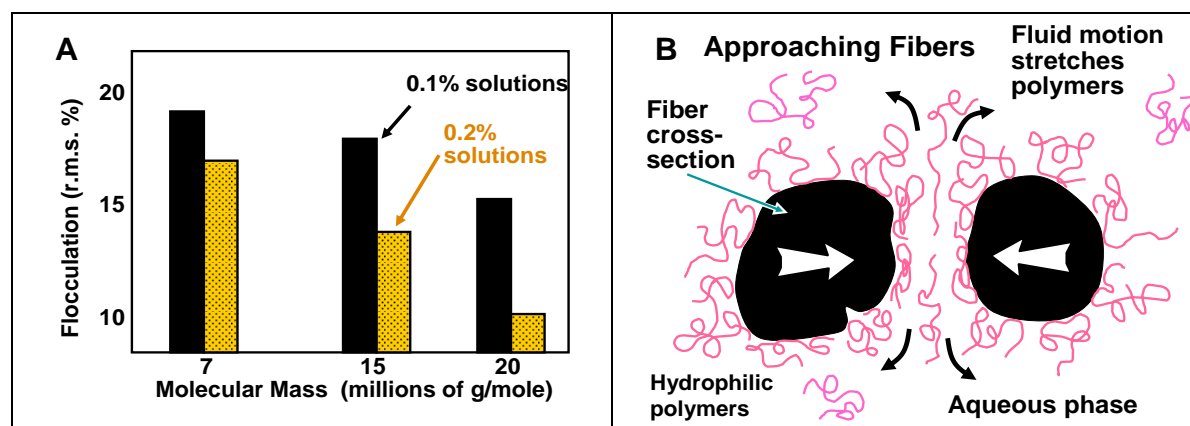 A
Flocculation (r.m.s. %)
20
15
10
0.1% solutions
0.2%
solutions
7
15
20
Molecular Mass (millions of g/mole)
B
Approaching Fibers
Fluid motion
stretches
polymers
Fiber
cross-
section
Hydrophilic
polymers
Aqueous phase